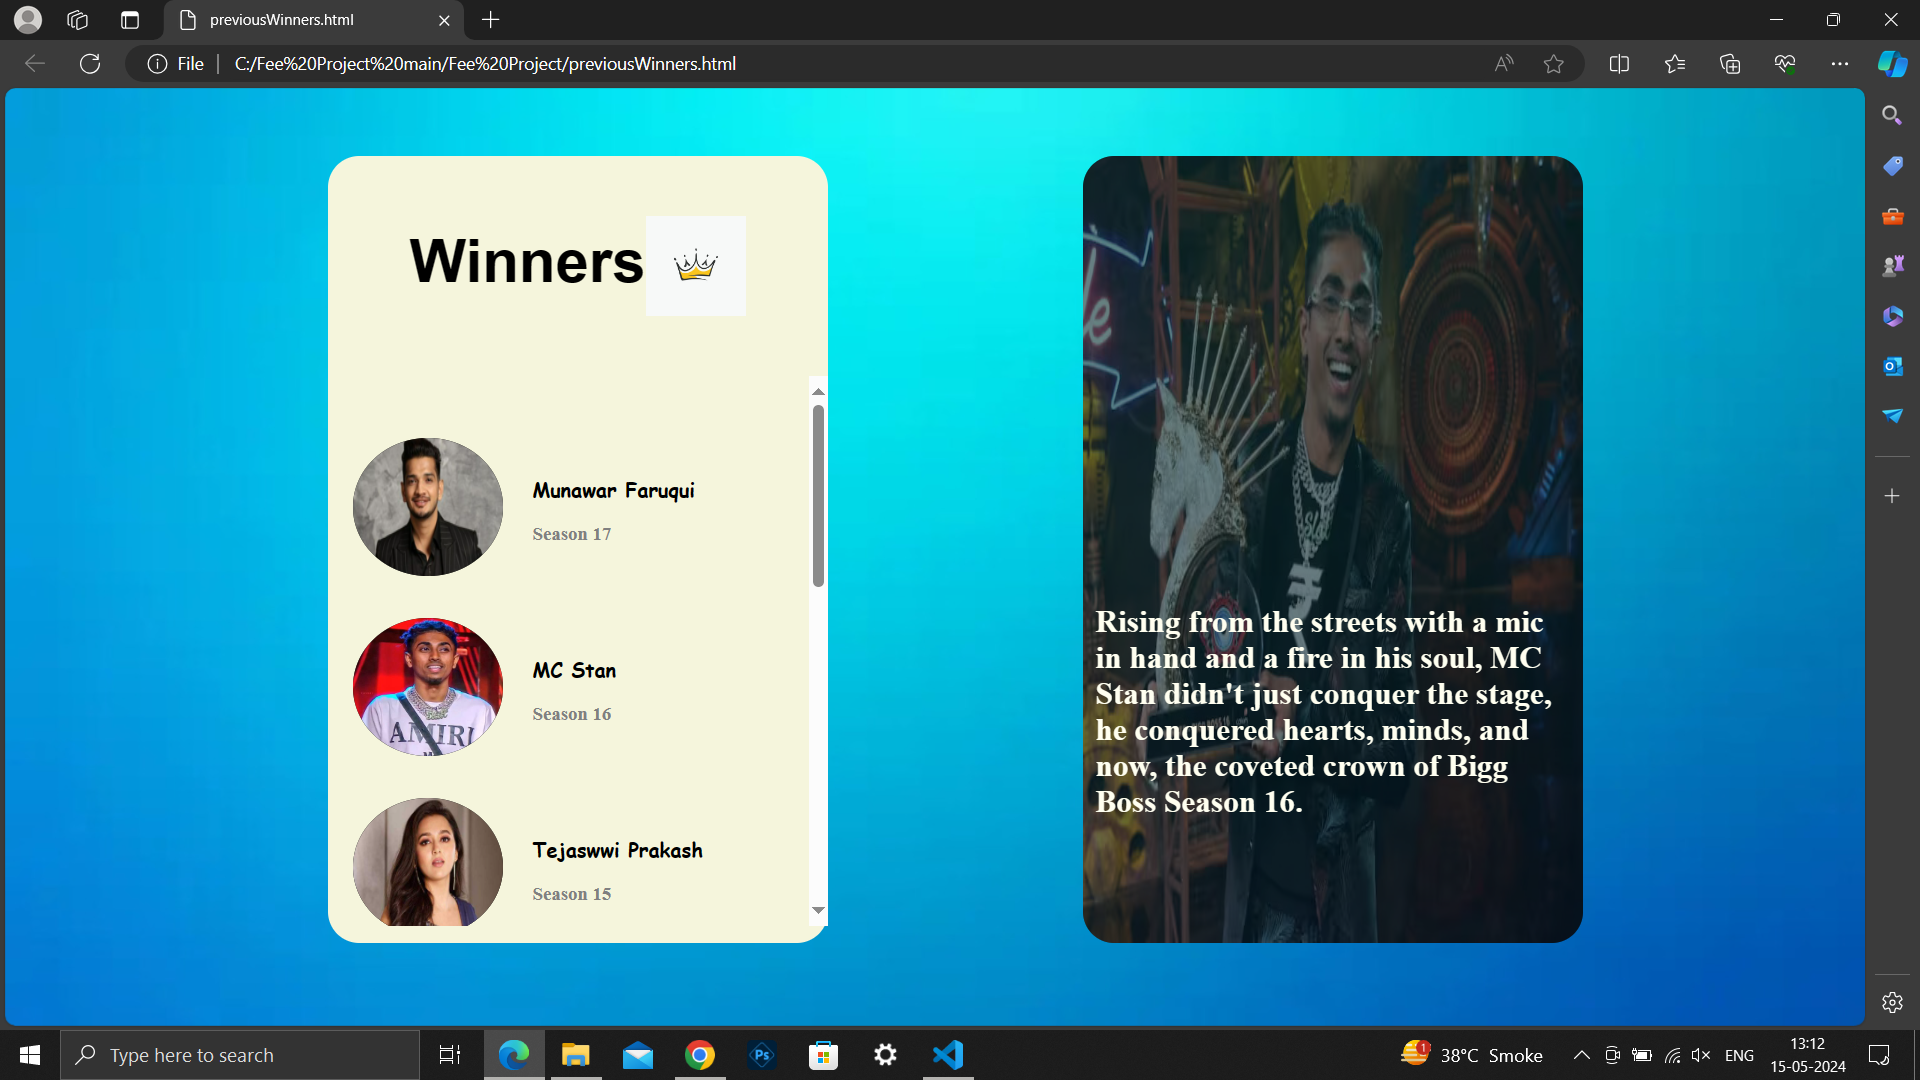 previousWinners.html
File
C:/Fee%20Project%20main/Fee%20Project/previousWinners.html
Winners
Munawar Faruqui
Season 17
MC Stan
Season 16
AMIRI
Tejaswwi Prakash
Season 15
Rising from the streets with a mic
in hand and a fire in his soul, MC
Stan didn't just conquer the stage,
he conquered hearts, minds, and
now, the coveted crown of Bigg
Boss Season 16.
Type here to search
Ps
1
38°C Smoke
ENG
13:12
15-05-2024